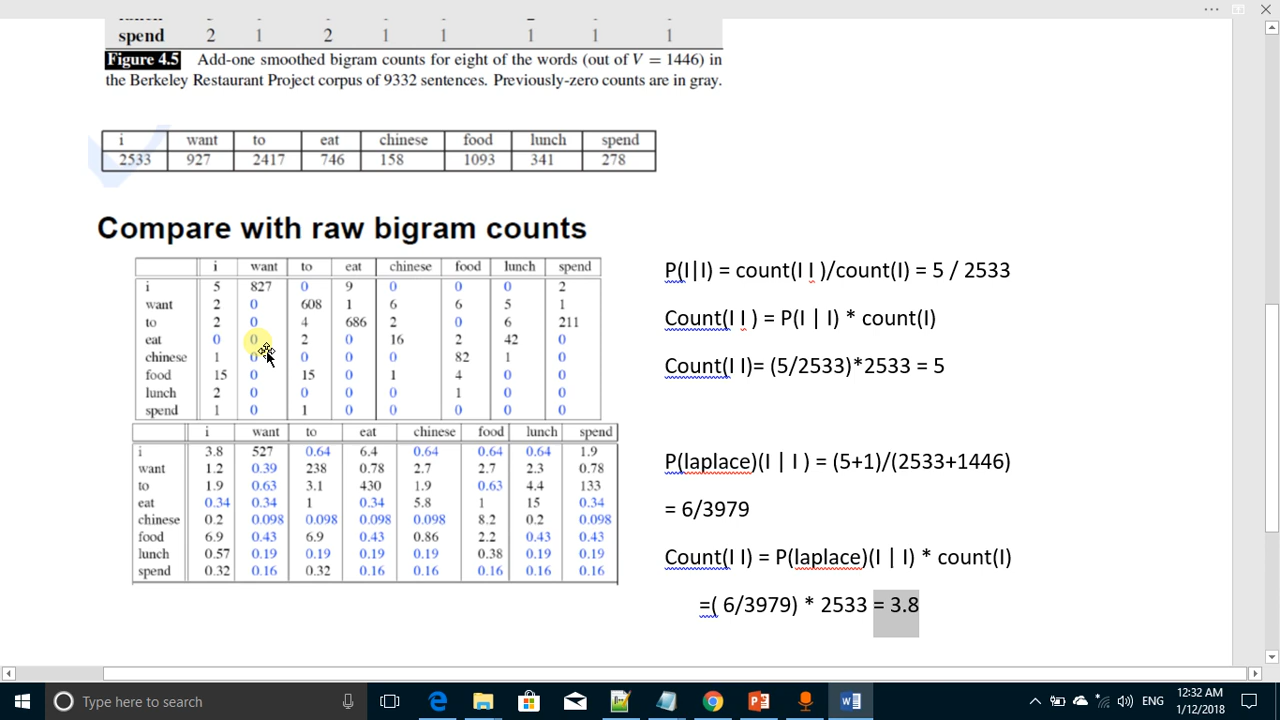 spend 2 1 2 1 1 1 1 1
Figure 4.5 Add-one smoothed bigram counts for eight of the words (out of V = 1446) in
the Berkeley Restaurant Project corpus of 9332 sentences. Previously-zero counts are in gray.
i want to eat chinese food lunch spend
2533 927 2417 746 158 1093 341 278
Compare with raw bigram counts
i want to eat chinese food lunch spend
i 5 827 0 9 0 0 0 2
want 2 0 608 1 6 6 5 1
to 2 0 4 686 2 0 6 211
eat 0 0 2 0 16 2 42 0
chinese 1 0 0 0 0 82 1 0
food 15 0 15 0 1 4 0 0
lunch 2 0 0 0 0 1 0 0
spend 1 0 1 0 0 0 0 0
i want to eat chinese food lunch spend
i 3.8 527 0.64 6.4 0.64 0.64 0.64 1.9
want 1.2 0.39 238 0.78 2.7 2.7 2.3 0.78
to 1.9 0.63 3.1 430 1.9 0.63 4.4 133
eat 0.34 0.34 1 0.34 5.8 1 15 0.34
chinese 0.2 0.098 0.098 0.098 0.098 8.2 0.2 0.098
food 6.9 0.43 6.9 0.43 0.86 2.2 0.43 0.43
lunch 0.57 0.19 0.19 0.19 0.19 0.38 0.19 0.19
spend 0.32 0.16 0.32 0.16 0.16 0.16 0.16 0.16
P(I|I) = count(I I )/count(I) = 5 / 2533
Count(I I ) = P(I | I) * count(I)
Count(I I)= (5/2533)*2533 = 5
P(laplace)(I | I ) = (5+1)/(2533+1446)
= 6/3979
Count(I I) = P(laplace)(I | I) * count(I)
=( 6/3979) * 2533 = 3.8
Type here to search
ENG
12:32 AM
1/12/2018